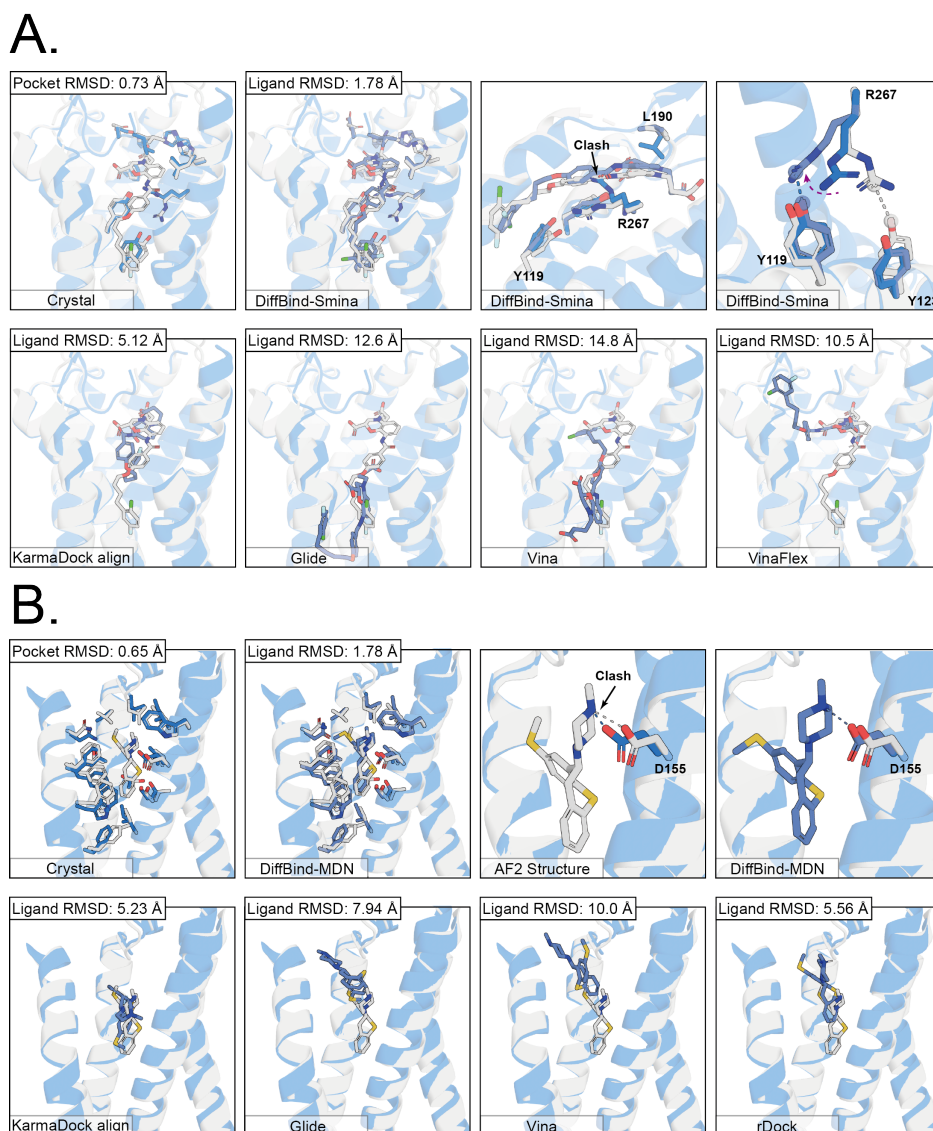 A.
Pocket RMSD: 0.73 Å
Crystal
Ligand RMSD: 1.78 Å
DiffBind-Smina
L190
Clash
R267
Y119
DiffBind-Smina
R267
Y119
Y123
DiffBind-Smina
Ligand RMSD: 5.12 Å
KarmaDock align
Ligand RMSD: 12.6 Å
Glide
Ligand RMSD: 14.8 Å
Vina
Ligand RMSD: 10.5 Å
VinaFlex
B.
Pocket RMSD: 0.65 Å
Crystal
Ligand RMSD: 1.78 Å
DiffBind-MDN
Clash
D155
AF2 Structure
D155
DiffBind-MDN
Ligand RMSD: 5.23 Å
KarmaDock align
Ligand RMSD: 7.94 Å
Glide
Ligand RMSD: 10.0 Å
Vina
Ligand RMSD: 5.56 Å
rDock